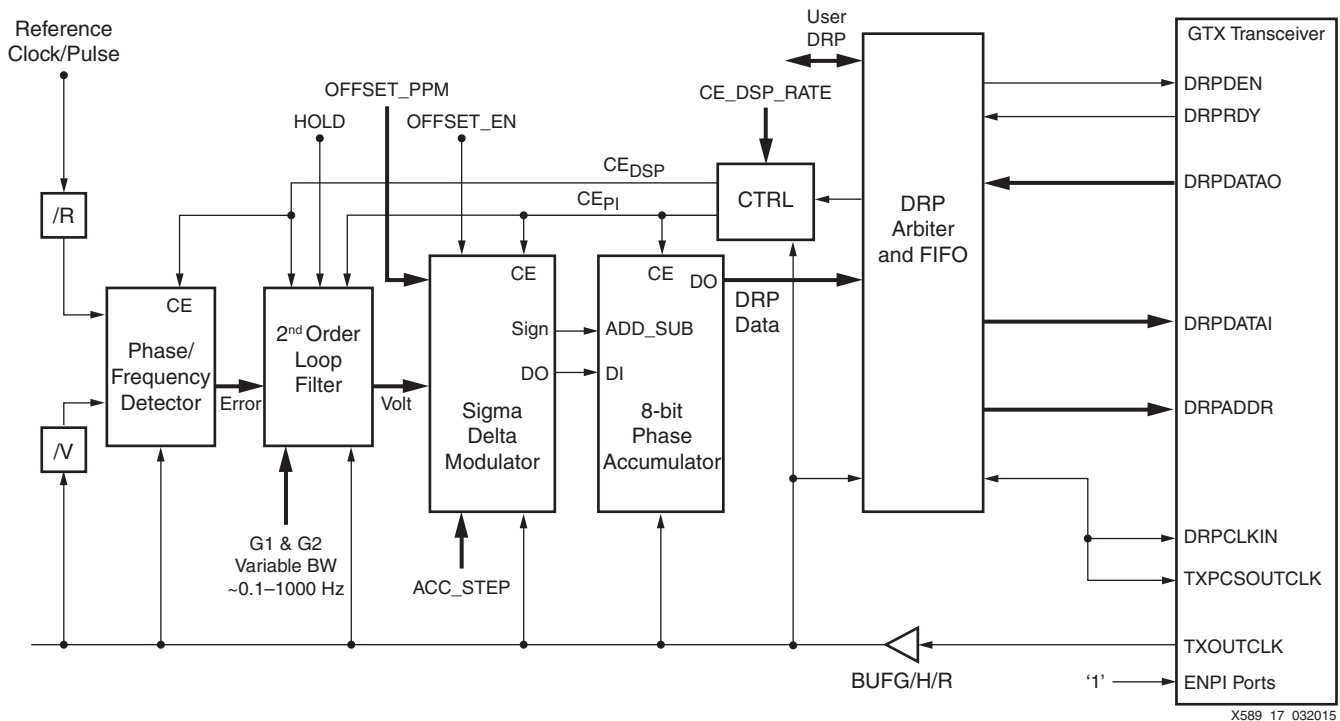 Reference
Clock/Pulse
User
DRP
GTX Transceiver
OFFSET_PPM
CE_DSP_RATE
DRPDEN
HOLD
OFFSET_EN
DRPRDY
CEDSP
/R
CEPI
CTRL
DRP
Arbiter
and FIFO
DRPDATAO
CE
Phase/
Frequency
Detector
Error
2nd Order
Loop
Filter
Volt
CE
Sign
DO
Sigma
Delta
Modulator
CE
DO
ADD_SUB
DI
8-bit
Phase
Accumulator
DRP
Data
DRPDATAI
DRPADDR
/V
G1 & G2
Variable BW
~0.1–1000 Hz
ACC_STEP
DRPCLKIN
TXPCSOUTCLK
TXOUTCLK
BUFG/H/R
‘1’
ENPI Ports
X589_17_032015